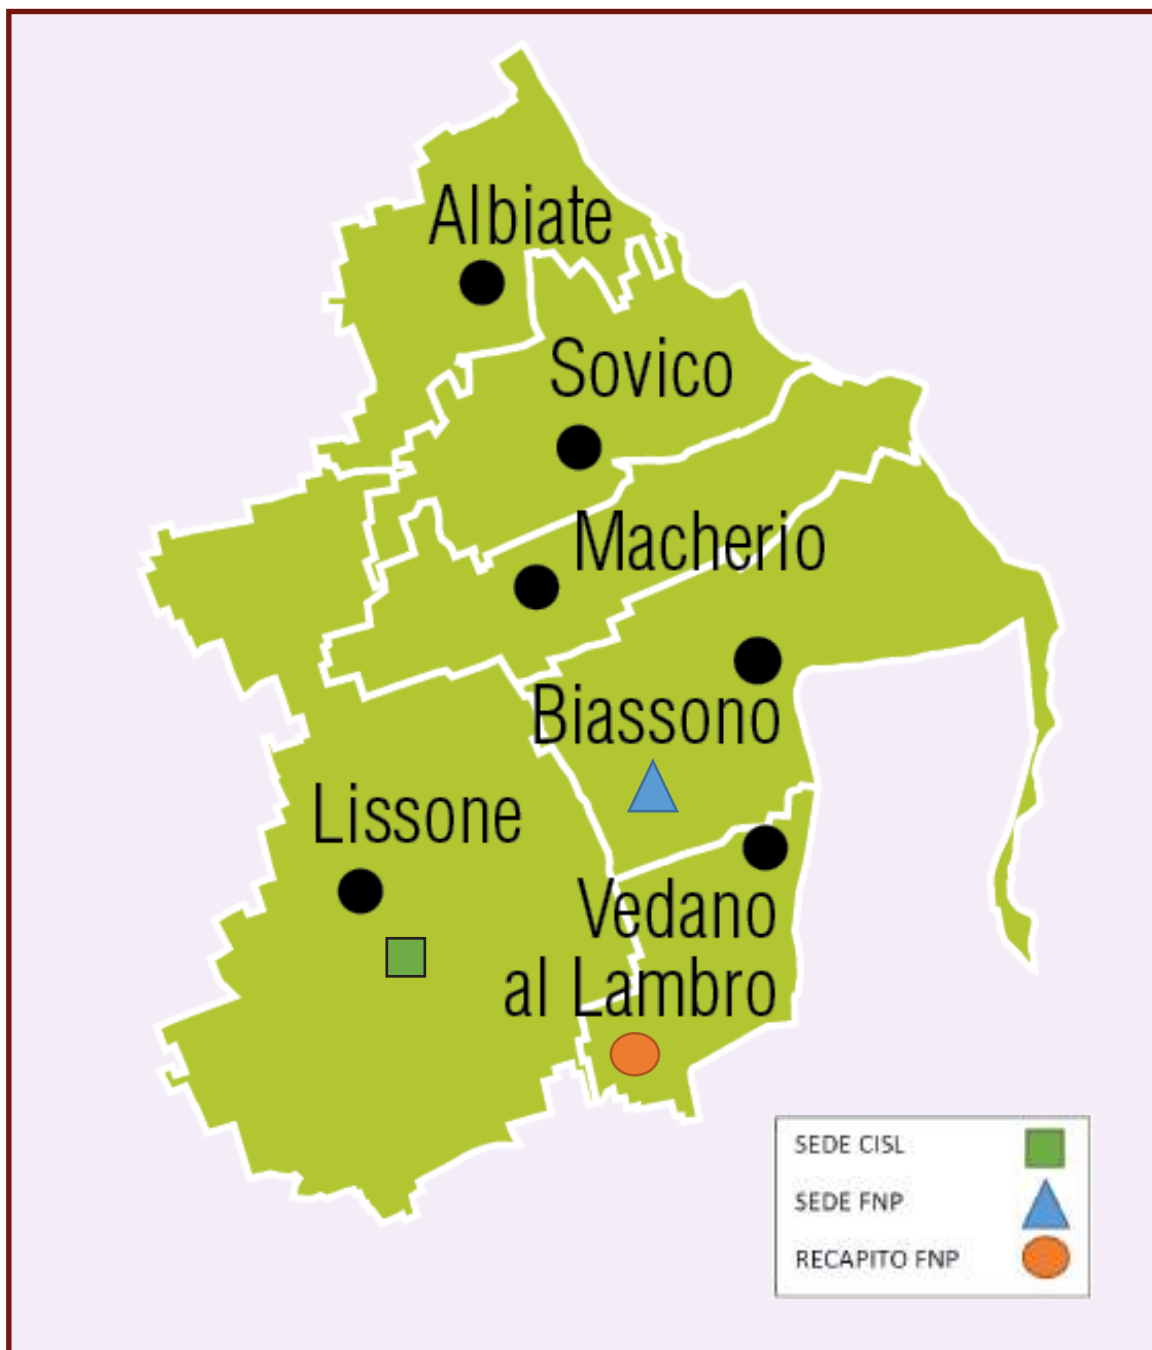 Albiate
Sovico
Macherio
Biassono
Lissone
Vedano
al Lambro
SEDE CISL
SEDE FNP
RECAPITO FNP